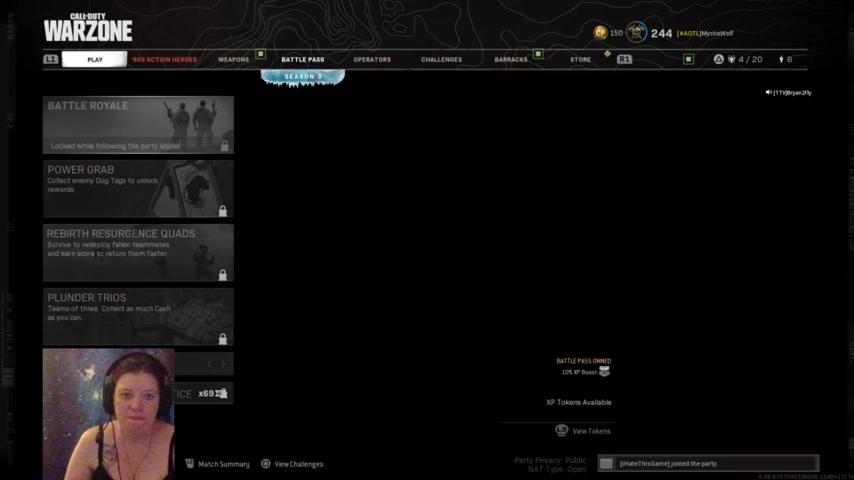 CALL OF DUTY
WARZONE
CP 150
244
[#AOTL]MystixWolf
L1
PLAY
'80S ACTION HEROES
WEAPONS
BATTLE PASS
OPERATORS
CHALLENGES
BARRACKS
STORE
R1
4 / 20
6
SEASON 3
[TTV]Bryan2Fly
BATTLE ROYALE
Locked while following the party leader
POWER GRAB
Collect enemy Dog Tags to unlock
rewards.
REBIRTH RESURGENCE QUADS
Survive to redeploy fallen teammates
and earn score to return them faster.
PLUNDER TRIOS
Teams of three. Collect as much Cash
as you can.
TICE
x69
BATTLE PASS OWNED
10% XP Boost
XP Tokens Available
L3 View Tokens
Match Summary
View Challenges
Party Privacy: Public
NAT Type: Open
[iHateThisGame] joined the party.